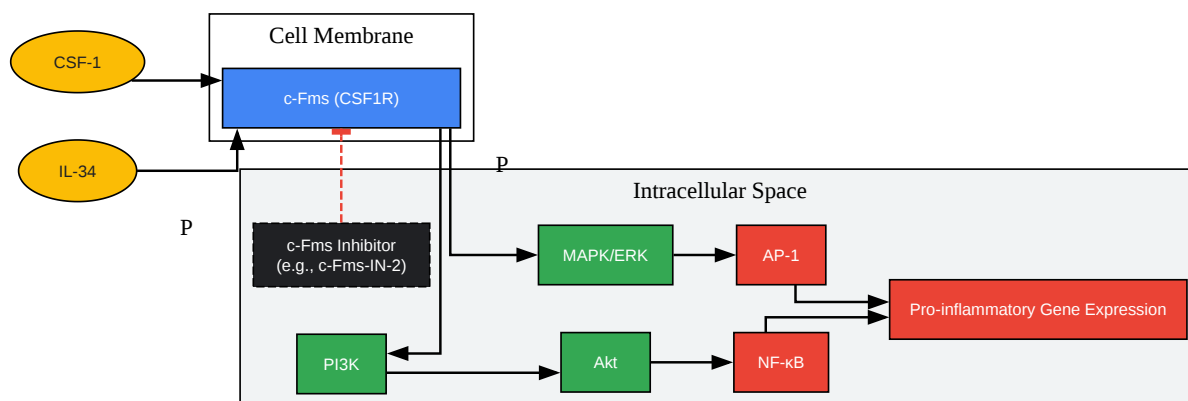 Cell Membrane
CSF-1
c-Fms (CSF1R)
IL-34
P
Intracellular Space
P
c-Fms Inhibitor
(e.g., c-Fms-IN-2)
MAPK/ERK
AP-1
Pro-inflammatory Gene Expression
PI3K
Akt
NF-κB